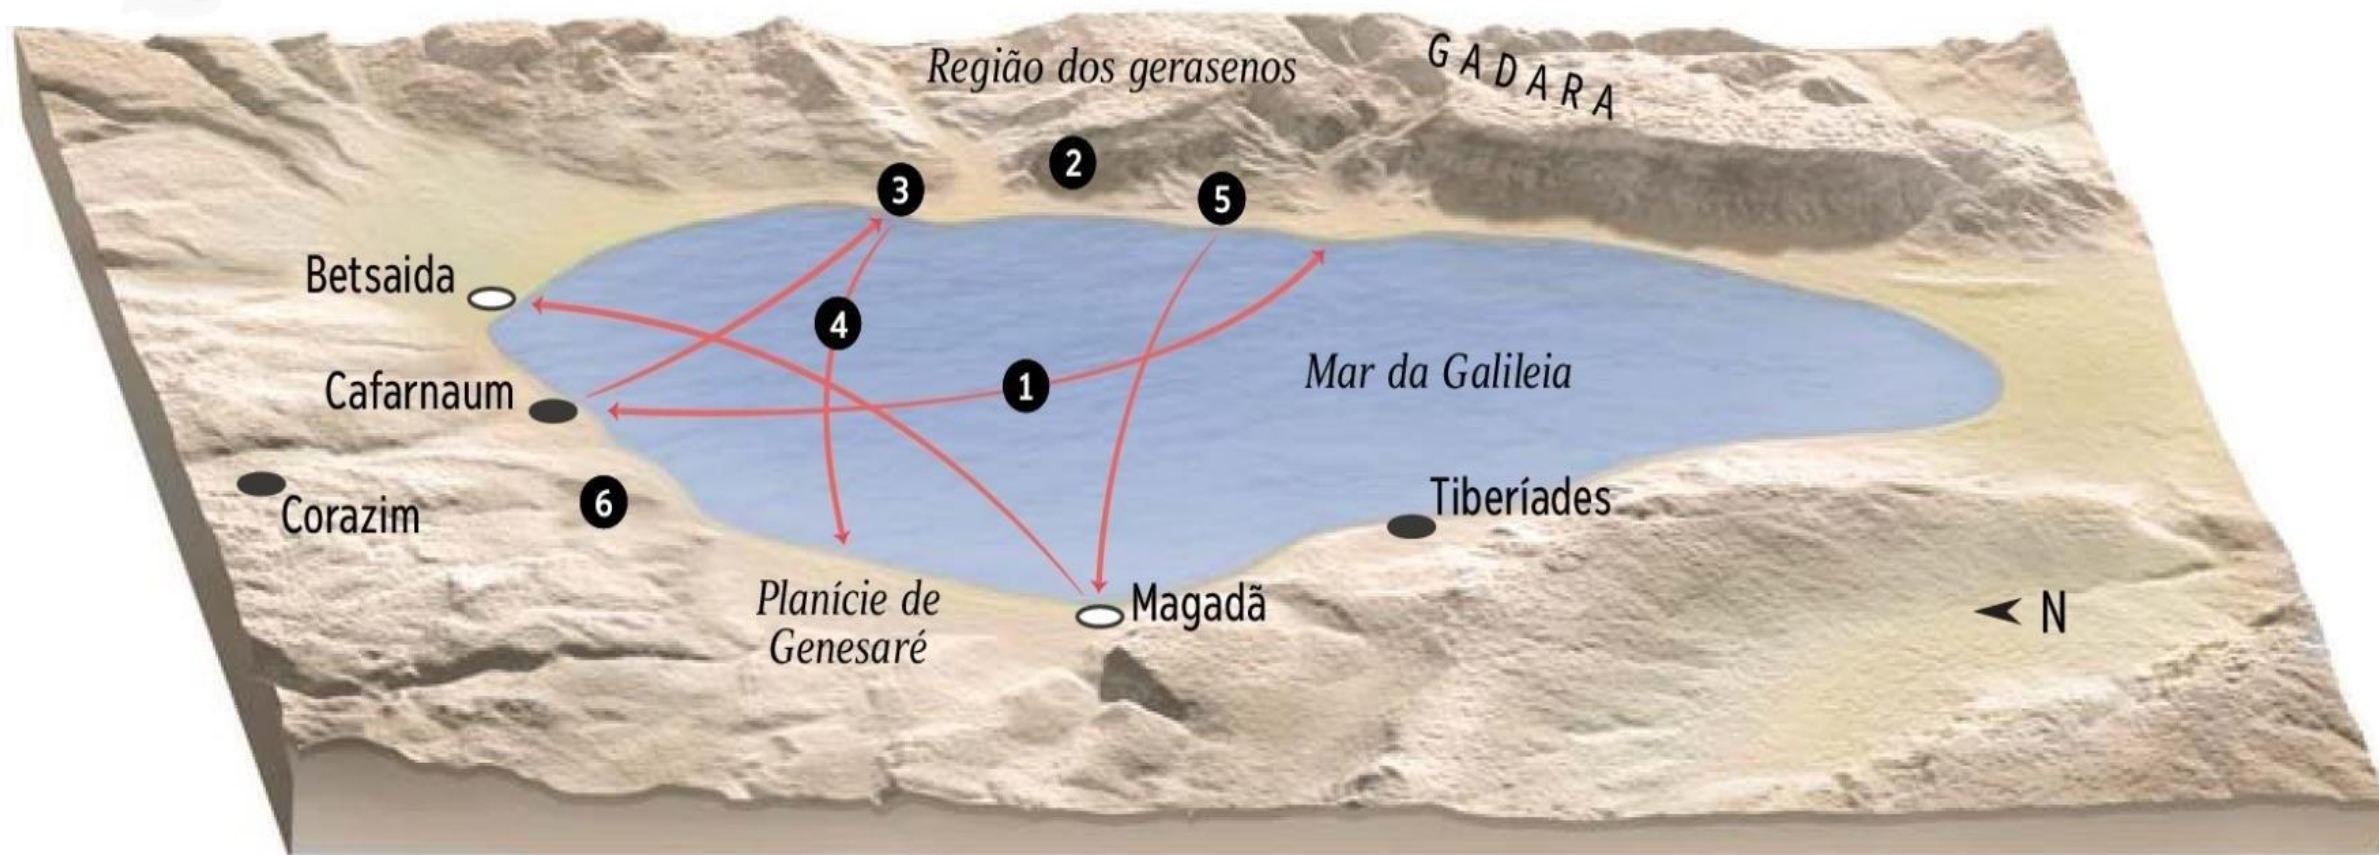 Região dos gerasenos
GADARA
2
3
5
Betsaida
4
Mar da Galileia
1
Cafarnaum
Corazim
6
Tiberíades
Planície de
Genesaré
Magadã
N